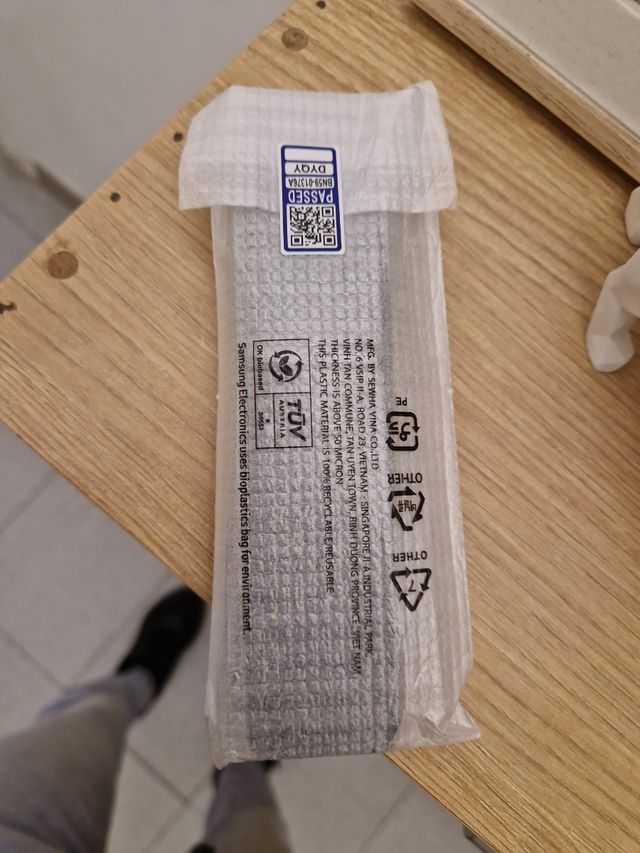 PASSED
BN59-01376A
DYQY
PE
OTHER
OTHER
7
MFG. BY SEWHA VINA CO.,LTD
NO. 6 VSIP II-A, ROAD 23, VIETNAM - SINGAPORE II-A INDUSTRIAL PARK,
VINH TAN COMMUNE, TAN UYEN TOWN, BINH DUONG PROVINCE, VIET NAM
THICKNESS IS ABOVE 50 MICRON
THIS PLASTIC MATERIAL IS 100% RECYCLABLE/REUSABLE
TÜV
AUSTRIA
OK biobased
Samsung Electronics uses bioplastics bag for environment.